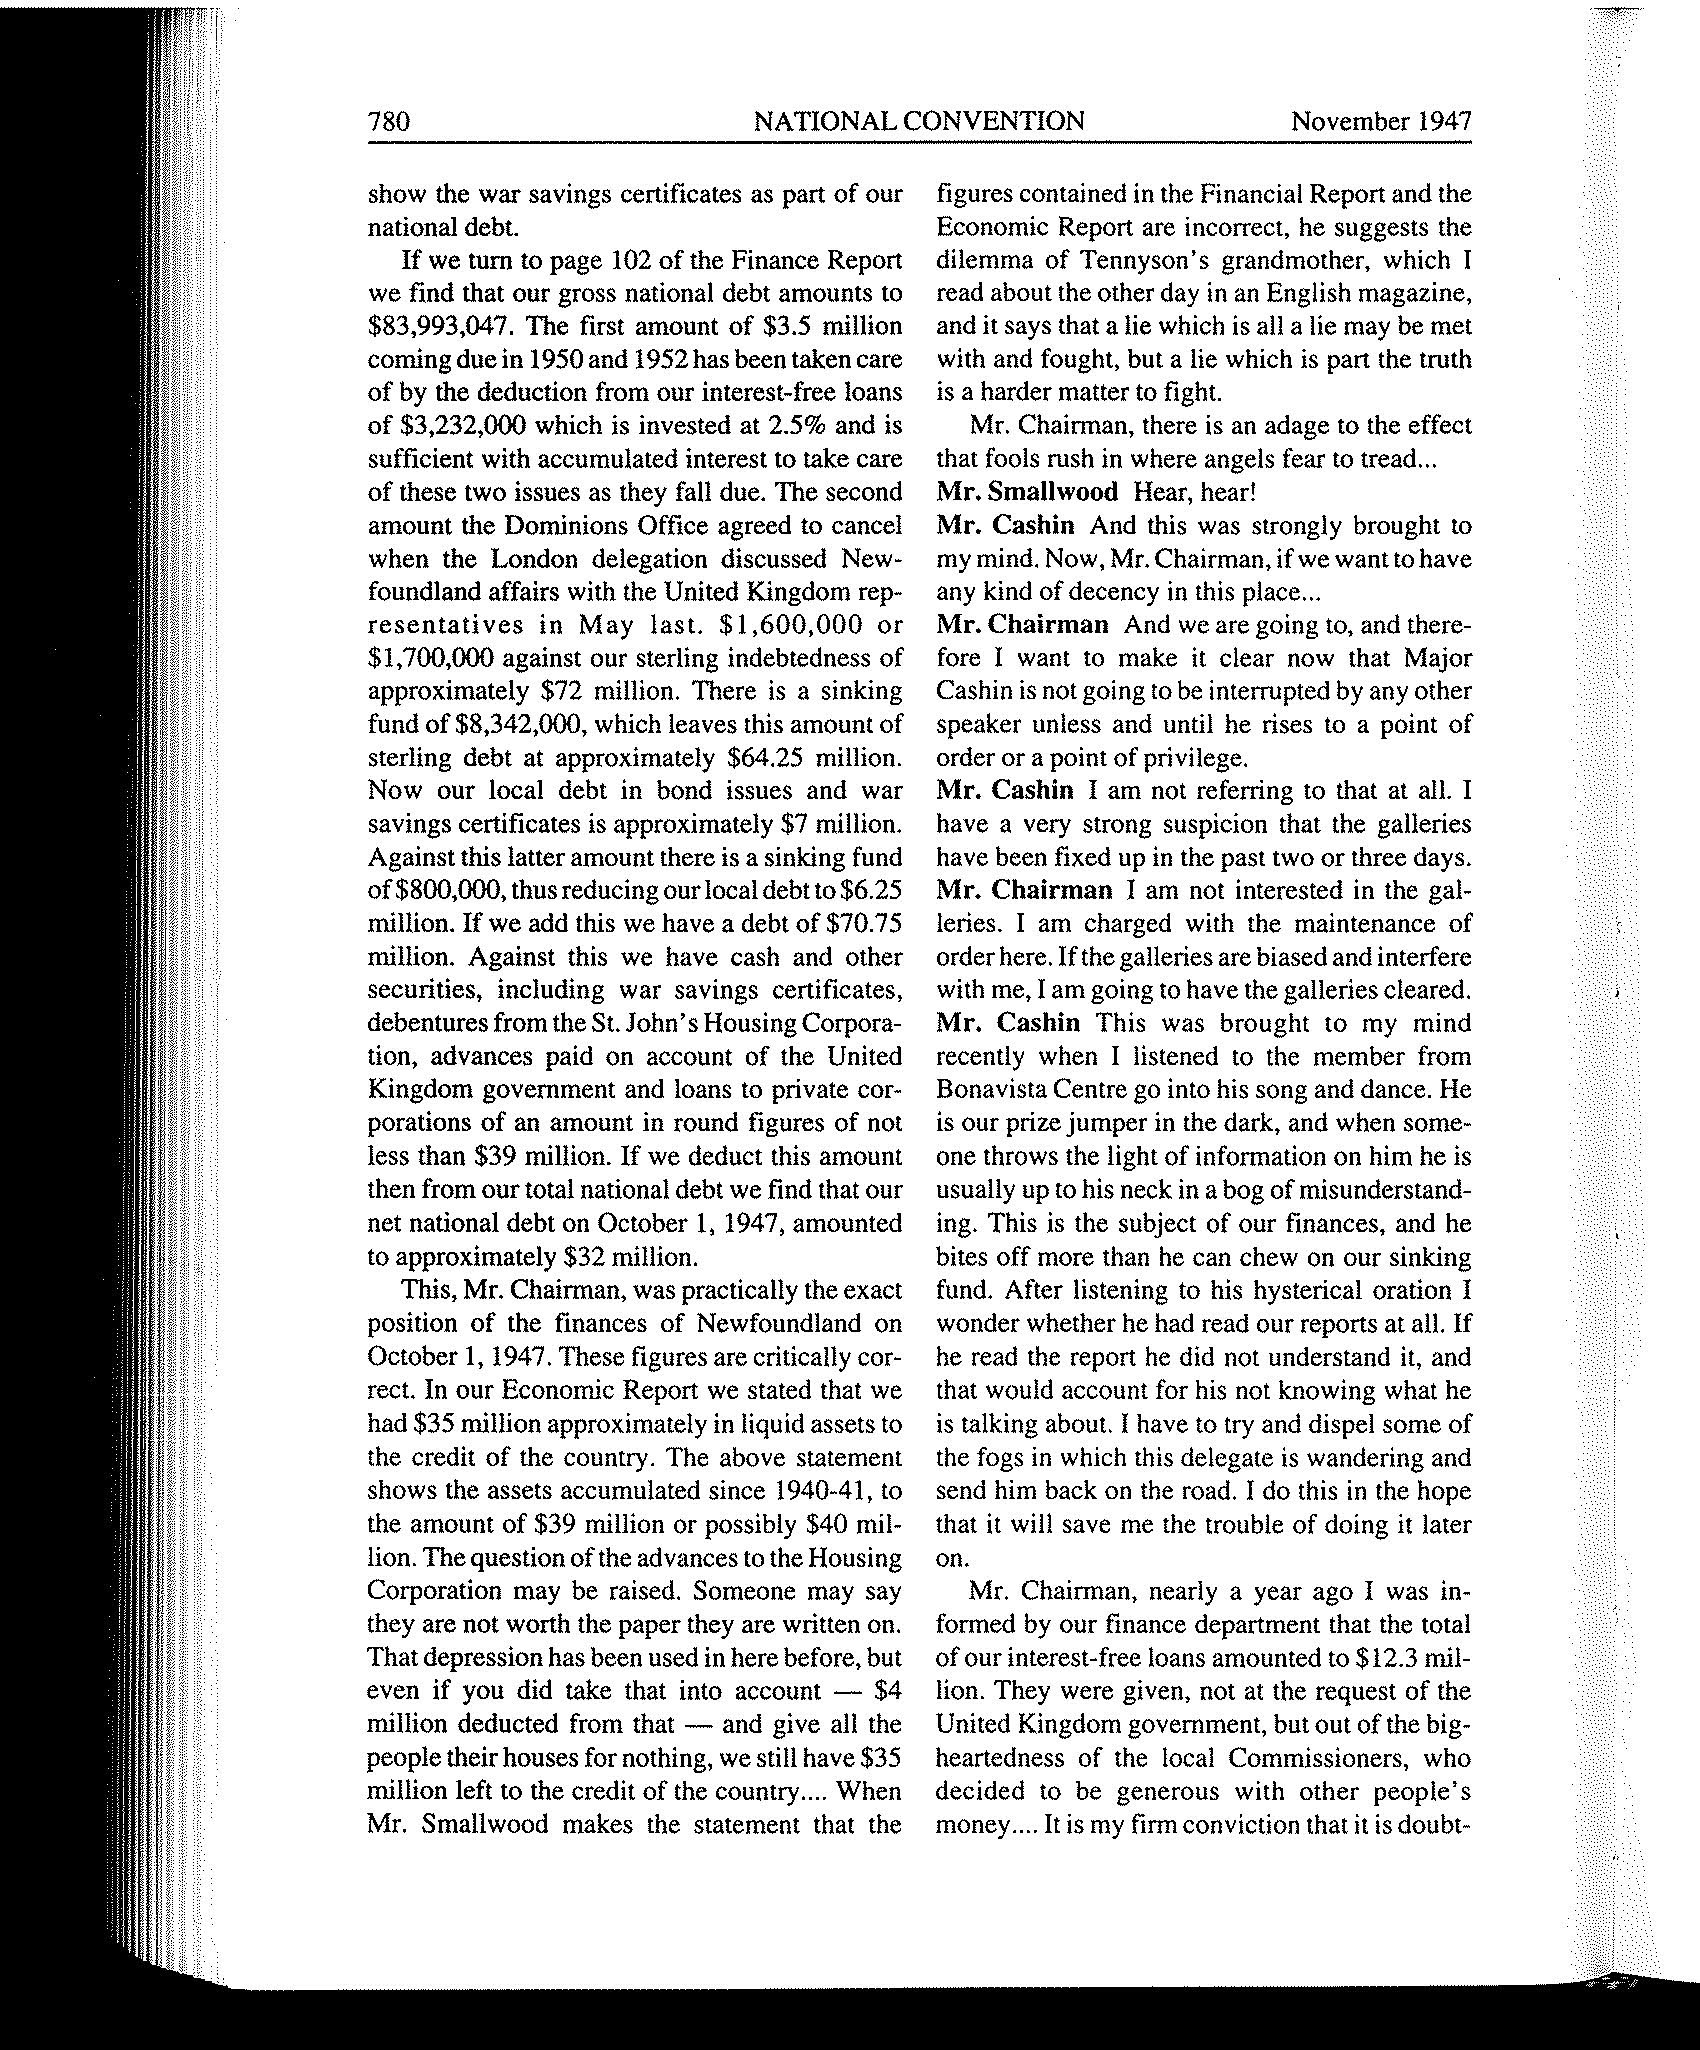 780 NATIONAL CONVENTION November 1947
show the war savings certificates as part of our
national debt.
If we turn to page 102 of the Finance Report
we find that our gross national debt amounts to
$83,993,047. The first amount of $3.5 million
coming due in 1950 and 1952 has been taken care
of by the deduction from our interest-free loans
of $3,232,000 which is invested at 2.5% and is
sufficient with accumulated interest to take care
of these two issues as they fall due. The second
amount the Dominions Office agreed to cancel
when the London delegation discussed New-
foundland affairs with the United Kingdom rep-
resentatives in May last. $1,600,000 or
$1,700,000 against our sterling indebtedness of
approximately $72 million. There is a sinking
fund of $8,342,000, which leaves this amount of
sterling debt at approximately $64.25 million.
Now our local debt in bond issues and war
savings certificates is approximately $7 million.
Against this latter amount there is a sinking fund
of $800,000, thus reducing our local debt to $6.25
million. If we add this we have a debt of $70.75
million. Against this we have cash and other
securities, including war savings certificates,
debentures from the St. John's Housing Corpora-
tion, advances paid on account of the United
Kingdom government and loans to private cor-
porations of an amount in round figures of not
less than $39 million. If we deduct this amount
then from our total national debt we find that our
net national debt on October 1, 1947, amounted
to approximately $32 million.
This, Mr. Chairman, was practically the exact
position of the finances of Newfoundland on
October 1, 1947. These figures are critically cor-
rect. In our Economic Report we stated that we
had $35 million approximately in liquid assets to
the credit of the country. The above statement
shows the assets accumulated since 1940-41, to
the amount of $39 million or possibly $40 mil-
lion. The question of the advances to the Housing
Corporation may be raised. Someone may say
they are not worth the paper they are written on.
That depression has been used in here before, but
even if you did take that into account — $4
million deducted from that — and give all the
people their houses for nothing, we still have $35
million left to the credit of the country.... When
Mr. Smallwood makes the statement that the
figures contained in the Financial Report and the
Economic Report are incorrect, he suggests the
dilemma of Tennyson's grandmother, which I
read about the other day in an English magazine,
and it says that a lie which is all a lie may be met
with and fought, but a lie which is part the truth
is a harder matter to fight.
Mr. Chairman, there is an adage to the effect
that fools rush in where angels fear to tread...
Mr. Smallwood Hear, hear!
Mr. Cashin And this was strongly brought to
my mind. Now, Mr. Chairman, if we want to have
any kind of decency in this place...
Mr. Chairman And we are going to, and there-
fore I want to make it clear now that Major
Cashin is not going to be interrupted by any other
speaker unless and until he rises to a point of
order or a point of privilege.
Mr. Cashin I am not referring to that at all. I
have a very strong suspicion that the galleries
have been fixed up in the past two or three days.
Mr. Chairman I am not interested in the gal-
leries. I am charged with the maintenance of
order here. If the galleries are biased and interfere
with me, I am going to have the galleries cleared.
Mr. Cashin This was brought to my mind
recently when I listened to the member from
Bonavista Centre go into his song and dance. He
is our prize jumper in the dark, and when some-
one throws the light of information on him he is
usually up to his neck in a bog of misunderstand-
ing. This is the subject of our finances, and he
bites off more than he can chew on our sinking
fund. After listening to his hysterical oration I
wonder whether he had read our reports at all. If
he read the report he did not understand it, and
that would account for his not knowing what he
is talking about. I have to try and dispel some of
the fogs in which this delegate is wandering and
send him back on the road. I do this in the hope
that it will save me the trouble of doing it later
on.
Mr. Chairman, nearly a year ago I was in-
formed by our finance department that the total
of our interest-free loans amounted to $12.3 mil-
lion. They were given, not at the request of the
United Kingdom government, but out of the big-
heartedness of the local Commissioners, who
decided to be generous with other people's
money.... It is my firm conviction that it is doubt-